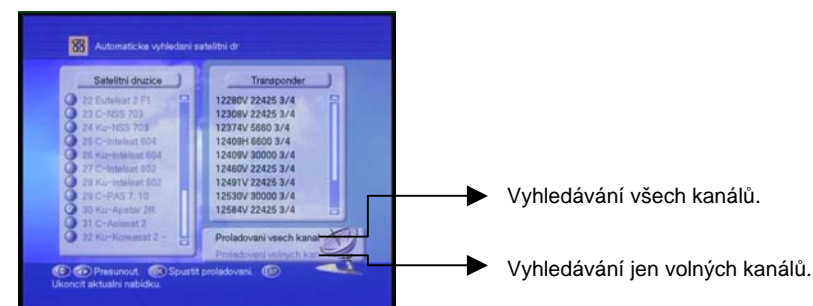 Automaticke vyhledani satelitni dr
Satelitni druzice
22 Eutelsat 2 F1
23 C-NSS 703
24 Ku-NSS 703
25 C-Intelsat 604
26 Ku-Intelsat 604
27 C-Intelsat 602
28 Ku-Intelsat 602
29 C-PAS 7, 10
30 Ku-Apstar 2R
31 C-Asiasat 2
32 Ku-Koreasat 2 -
Transponder
12280V 22425 3/4
12308V 22425 3/4
12374V 5660 3/4
12409H 6600 3/4
12409V 30000 3/4
12460V 22425 3/4
12491V 22425 3/4
12530V 30000 3/4
12584V 22425 3/4
Proladovani vsech kanal
Proladovani volnych kan
Presunout. OK Spustit proladovani. EXIT
Ukoncit aktualni nabidku.
Vyhledávání všech kanálů.
Vyhledávání jen volných kanálů.